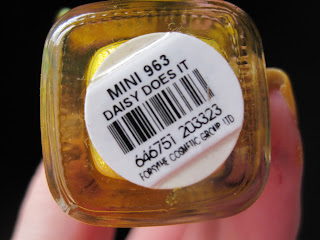 MINI 963
DAISY DOES IT
646751 203323
FORSYTHE COSMETIC GROUP LTD